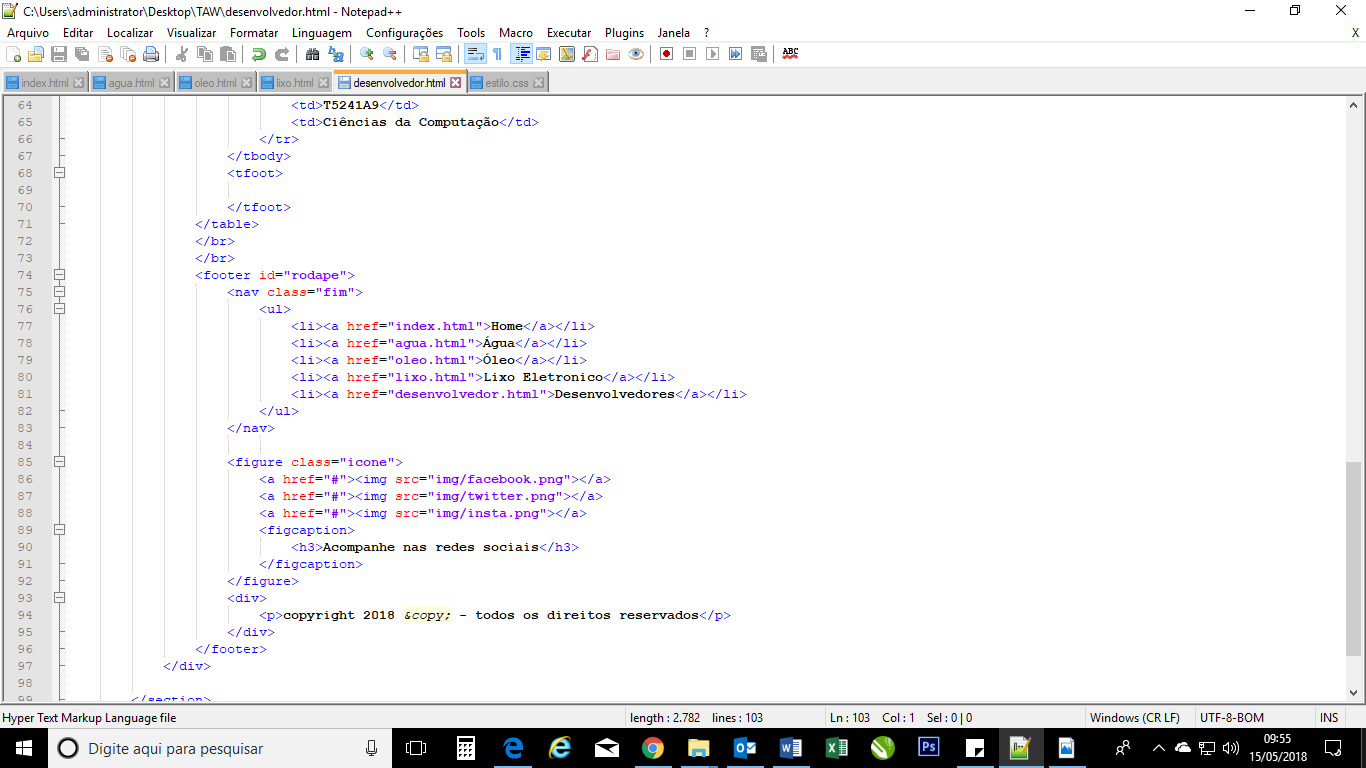 C:\Users\administrator\Desktop\TAW\desenvolvedor.html - Notepad++
Arquivo Editar Localizar Visualizar Formatar Linguagem Configurações Tools Macro Executar Plugins Janela ? X
ABC
index.html agua.html oleo.html lixo.html desenvolvedor.html estilo.css
64 <td>T5241A9</td>
65 <td>Ciências da Computação</td>
66 </tr>
67 </tbody>
68 <tfoot>
69
70 </tfoot>
71 </table>
72 </br>
73 </br>
74 <footer id="rodape">
75 <nav class="fim">
76 <ul>
77 <li><a href="index.html">Home</a></li>
78 <li><a href="agua.html">Água</a></li>
79 <li><a href="oleo.html">Óleo</a></li>
80 <li><a href="lixo.html">Lixo Eletronico</a></li>
81 <li><a href="desenvolvedor.html">Desenvolvedores</a></li>
82 </ul>
83 </nav>
84
85 <figure class="icone">
86 <a href="#"><img src="img/facebook.png"></a>
87 <a href="#"><img src="img/twitter.png"></a>
88 <a href="#"><img src="img/insta.png"></a>
89 <figcaption>
90 <h3>Acompanhe nas redes sociais</h3>
91 </figcaption>
92 </figure>
93 <div>
94 <p>copyright 2018 &copy; - todos os direitos reservados</p>
95 </div>
96 </footer>
97 </div>
98
99 </section>
Hyper Text Markup Language file length : 2.782 lines : 103 Ln : 103 Col : 1 Sel : 0 | 0 Windows (CR LF) UTF-8-BOM INS
Digite aqui para pesquisar
Ps
09:55
15/05/2018